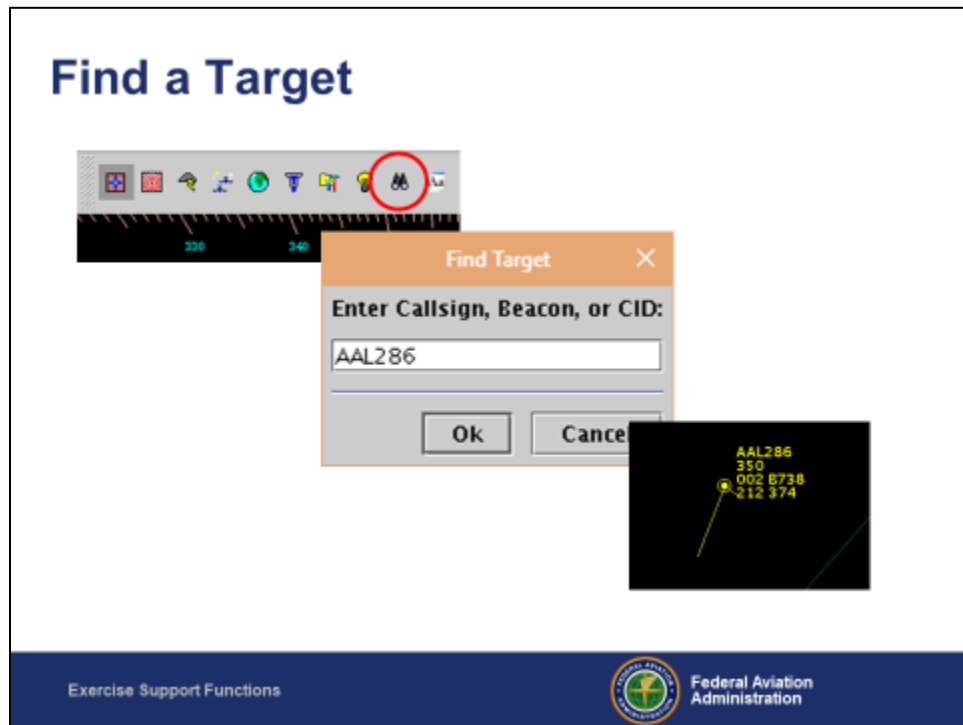 Find a Target
330
340
Find Target
Enter Callsign, Beacon, or CID:
AAL286
Ok
Cancel
AAL286
350
002 B738
212 374
Exercise Support Functions
Federal Aviation
Administration